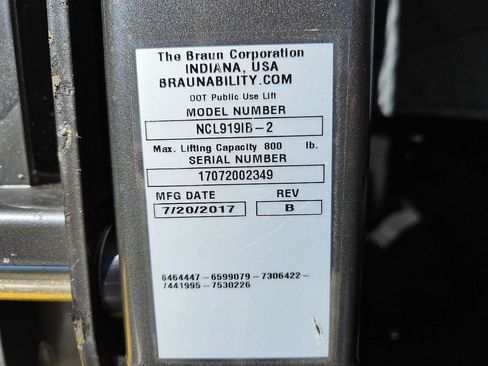 The Braun Corporation
INDIANA, USA
BRAUNABILITY.COM
DOT Public Use Lift
MODEL NUMBER
NCL919IB-2
Max. Lifting Capacity 800 lb.
SERIAL NUMBER
17072002349
MFG DATE REV
7/20/2017 B
6464447-6599079-7306422-
7441995-7530226